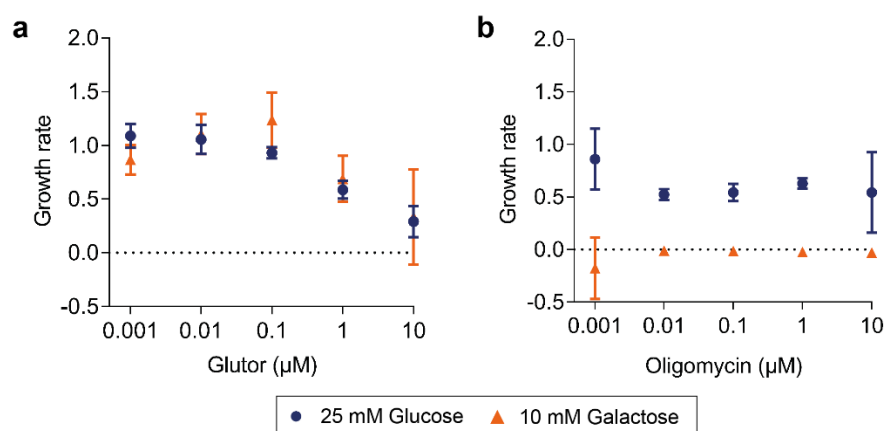 a
2.0
1.5
1.0
0.5
0.0
-0.5
Growth rate
0.001 0.01 0.1 1 10
Glutor (µM)
b
2.0
1.5
1.0
0.5
0.0
-0.5
Growth rate
0.001 0.01 0.1 1 10
Oligomycin (µM)
25 mM Glucose 10 mM Galactose